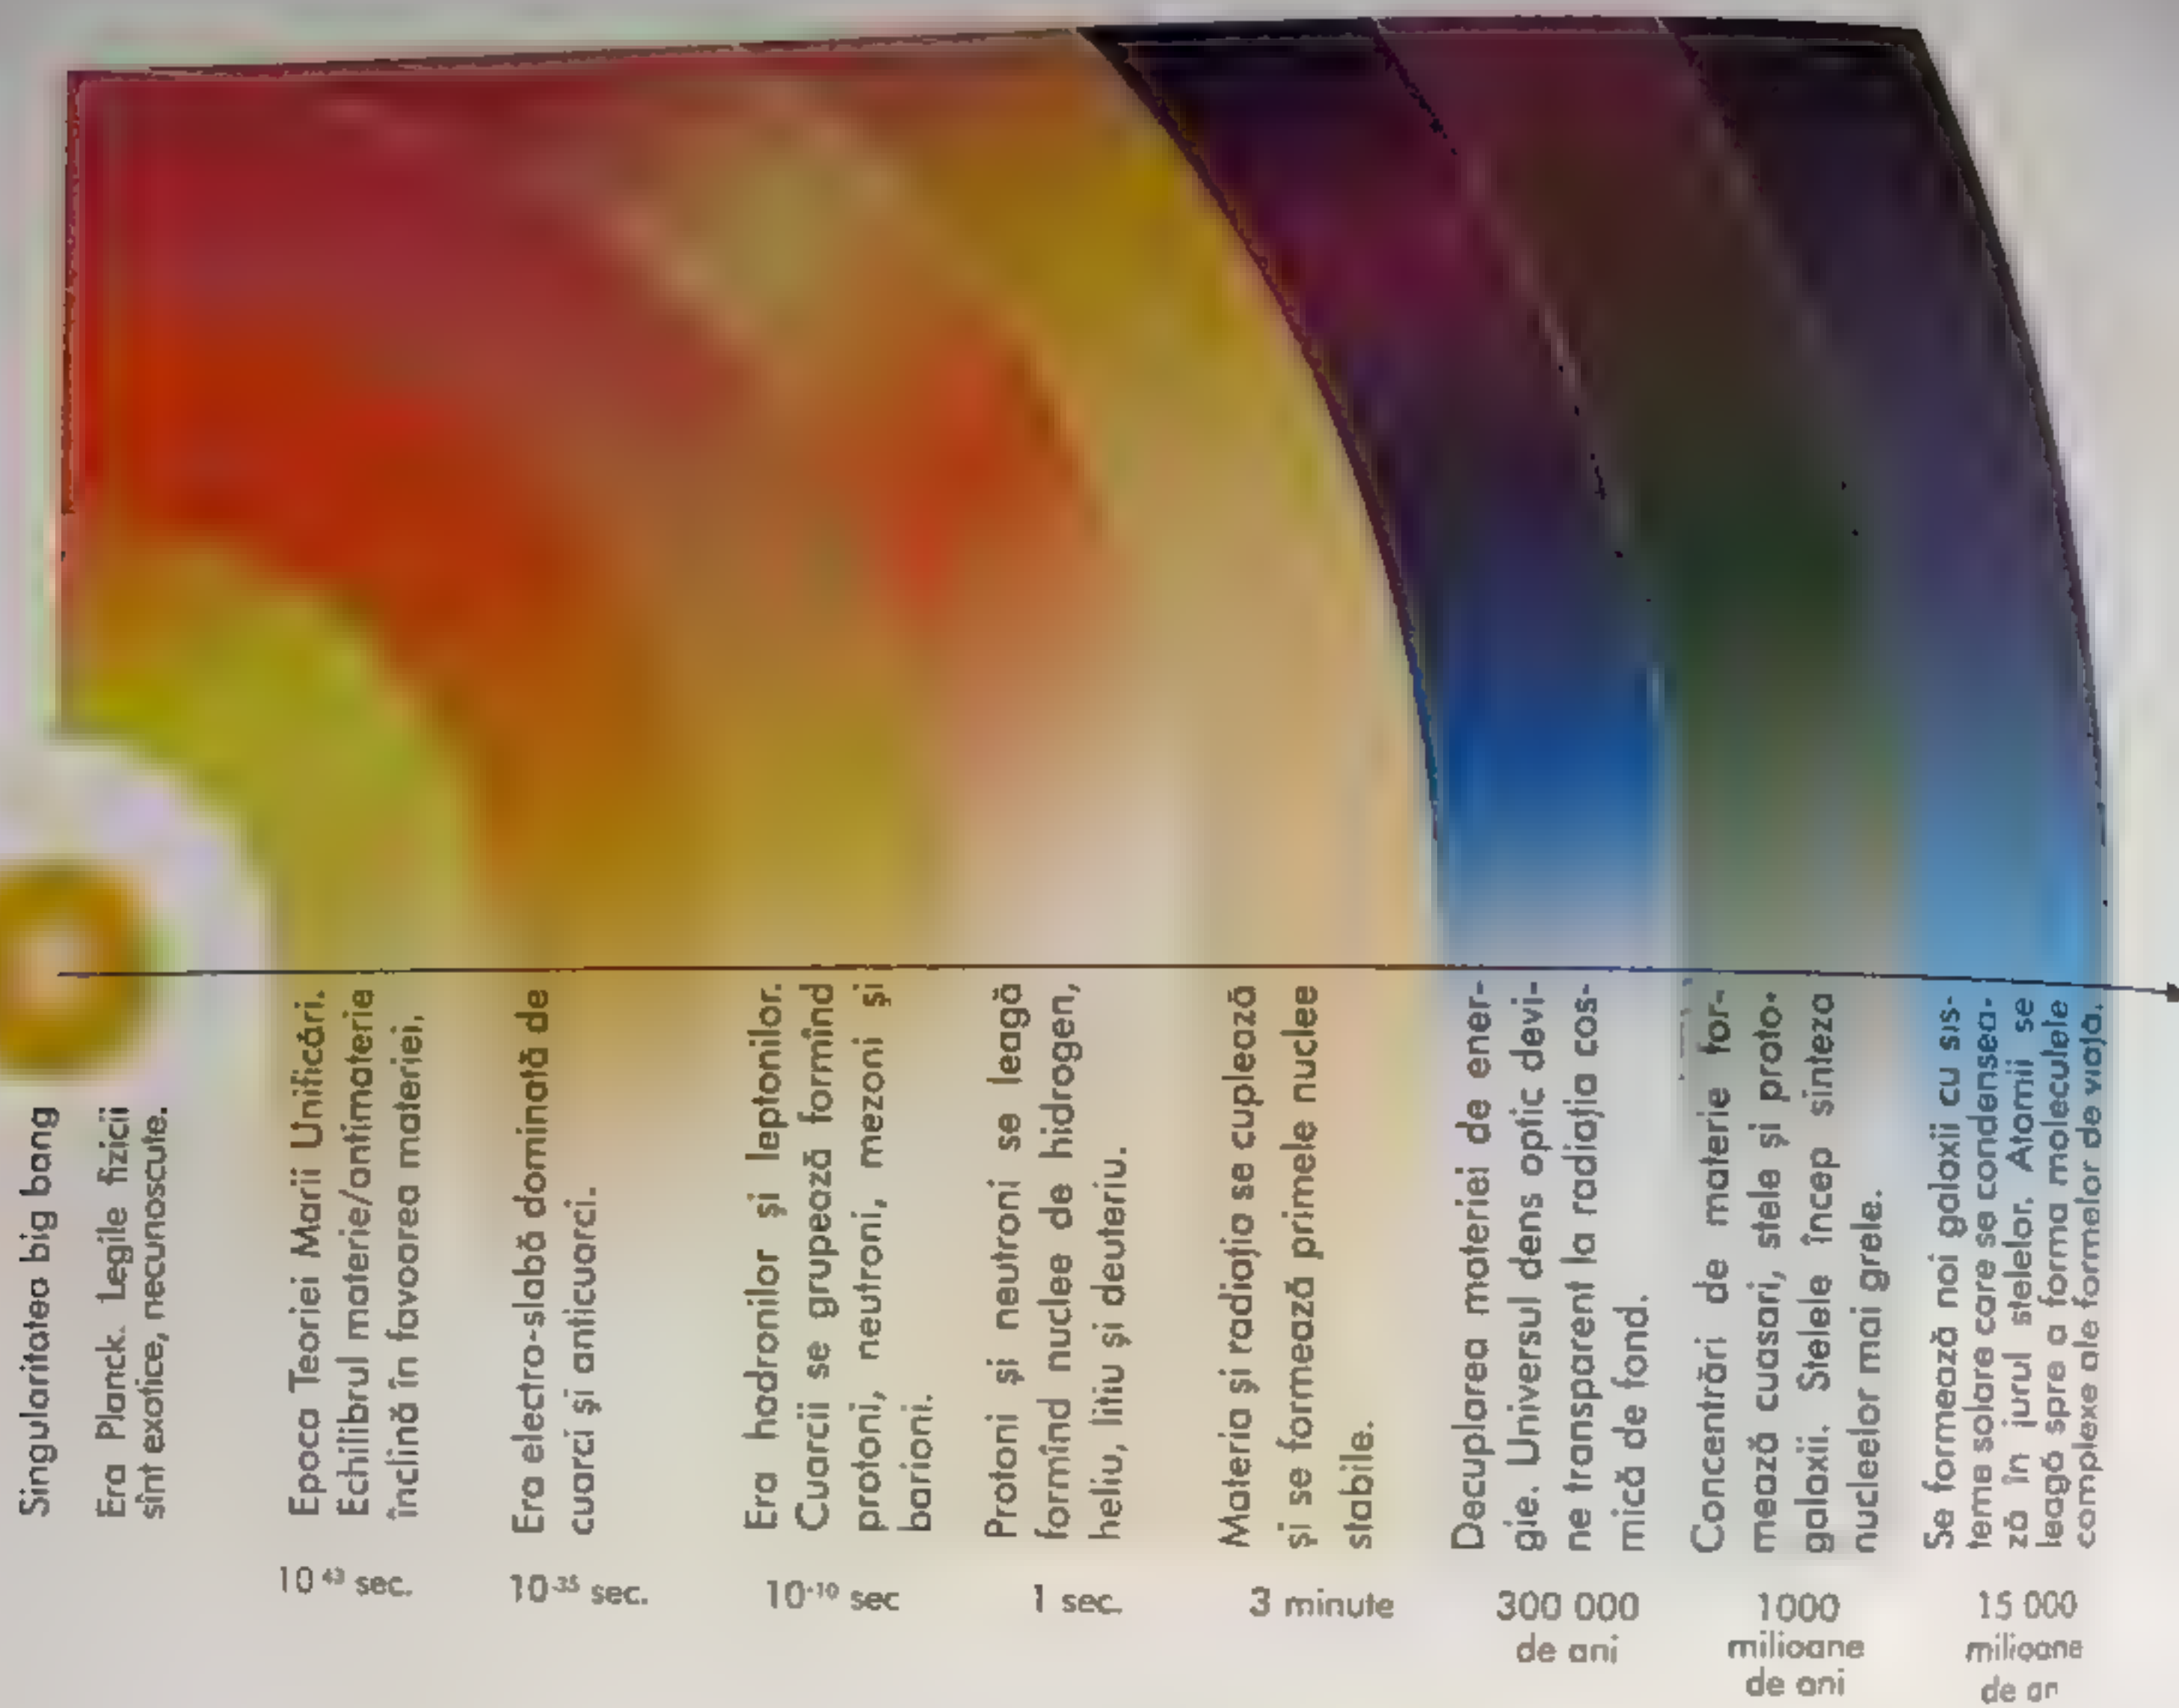 Singularitatea big bang
Era Planck. Legile fizicii
sînt exotice, necunoscute.
Epoca Teoriei Marii Unificări.
Echilibrul materie/antimaterie
înclină în favoarea materiei,
10⁻⁴³ sec.
Era electro-slabă dominată de
cuarci și anticuarci.
10⁻³⁵ sec.
Era hadronilor și leptonilor.
Cuarcii se grupează formînd
protoni, neutroni, mezoni și
barioni.
10⁻¹⁰ sec
Protoni și neutroni se leagă
formînd nuclee de hidrogen,
heliu, litiu și deuteriu.
1 sec.
Materia și radiația se cuplează
și se formează primele nuclee
stabile.
3 minute
Decuplarea materiei de ener-
gie. Universul dens optic devi-
ne transparent la radiația cos-
mică de fond.
300 000
de ani
Concentrări de materie for-
mează cuasari, stele și proto-
galaxii. Stelele încep sinteza
nucleelor mai grele.
1000
milioane
de ani
Se formează noi galaxii cu sis-
teme solare care se condensea-
ză în jurul stelelor. Atomii se
leagă spre a forma moleculele
complexe ale formelor de viață.
15 000
milioane
de an